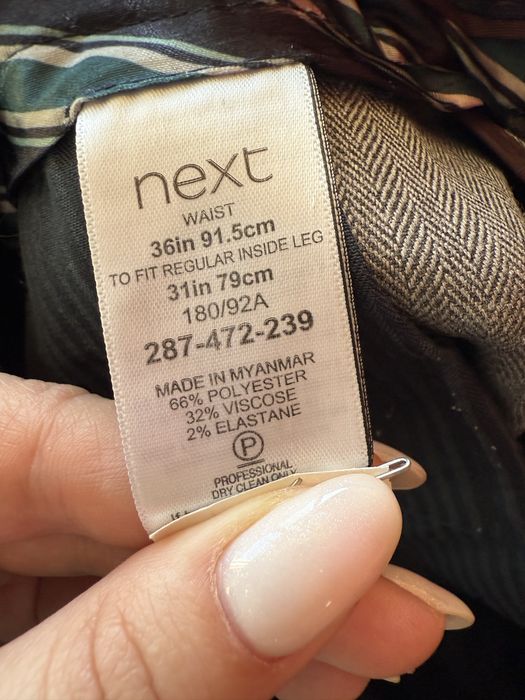 next
WAIST
36in 91.5cm
TO FIT REGULAR INSIDE LEG
31in 79cm
180/92A
287-472-239
MADE IN MYANMAR
66% POLYESTER
32% VISCOSE
2% ELASTANE
P
PROFESSIONAL
DRY CLEAN ONLY